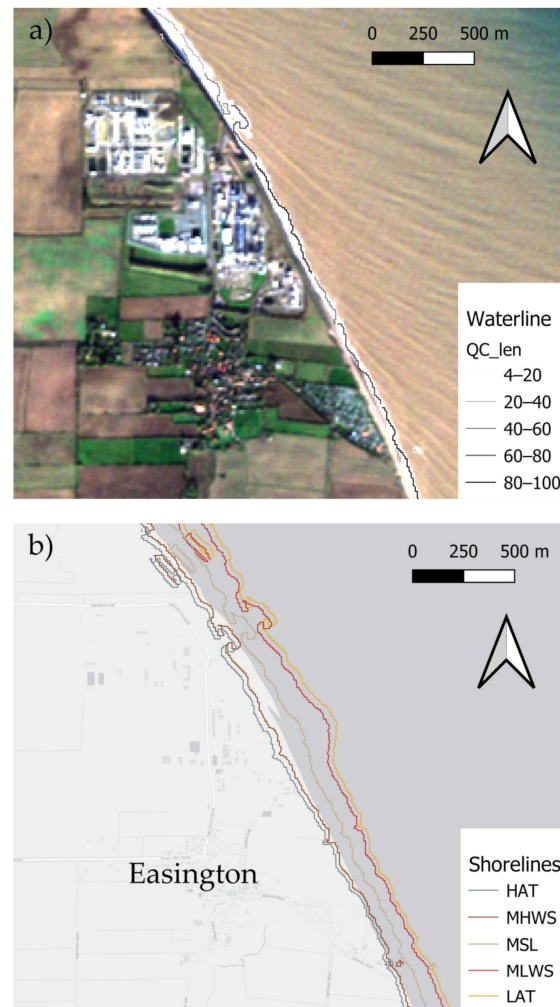 a)
0 250 500 m
Waterline
QC_len
4–20
20–40
40–60
60–80
80–100
b)
0 250 500 m
Easington
Shorelines
HAT
MHWS
MSL
MLWS
LAT